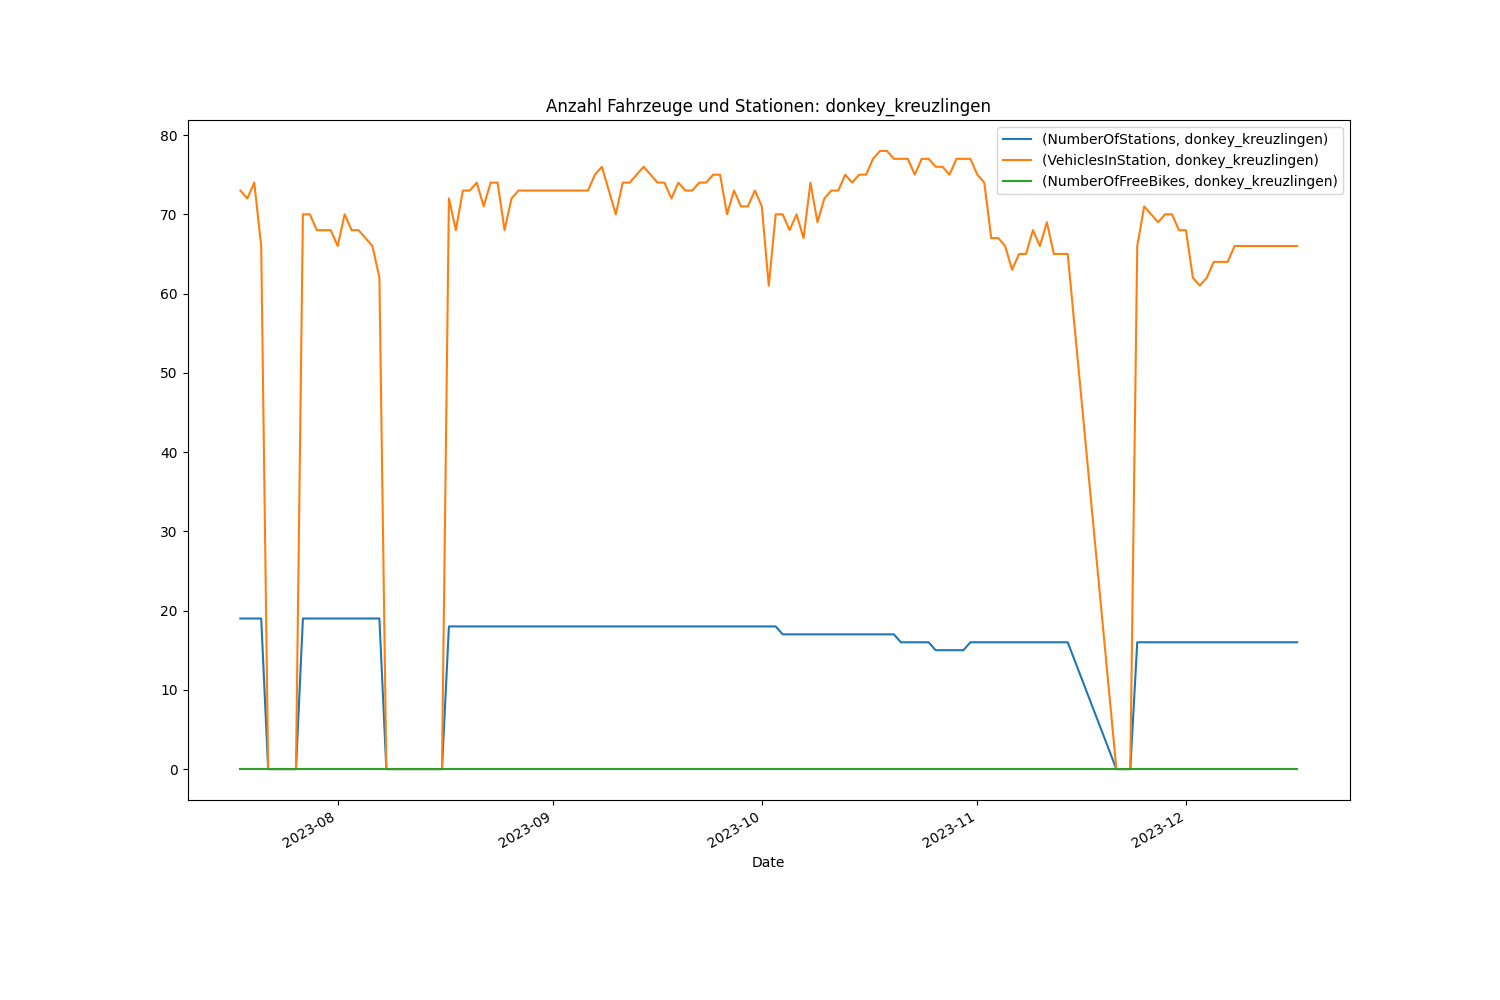 Anzahl Fahrzeuge und Stationen: donkey_kreuzlingen
(NumberOfStations, donkey_kreuzlingen)
(VehiclesInStation, donkey_kreuzlingen)
(NumberOfFreeBikes, donkey_kreuzlingen)
80
70
60
50
40
30
20
10
0
2023-08
2023-09
2023-10
2023-11
2023-12
Date